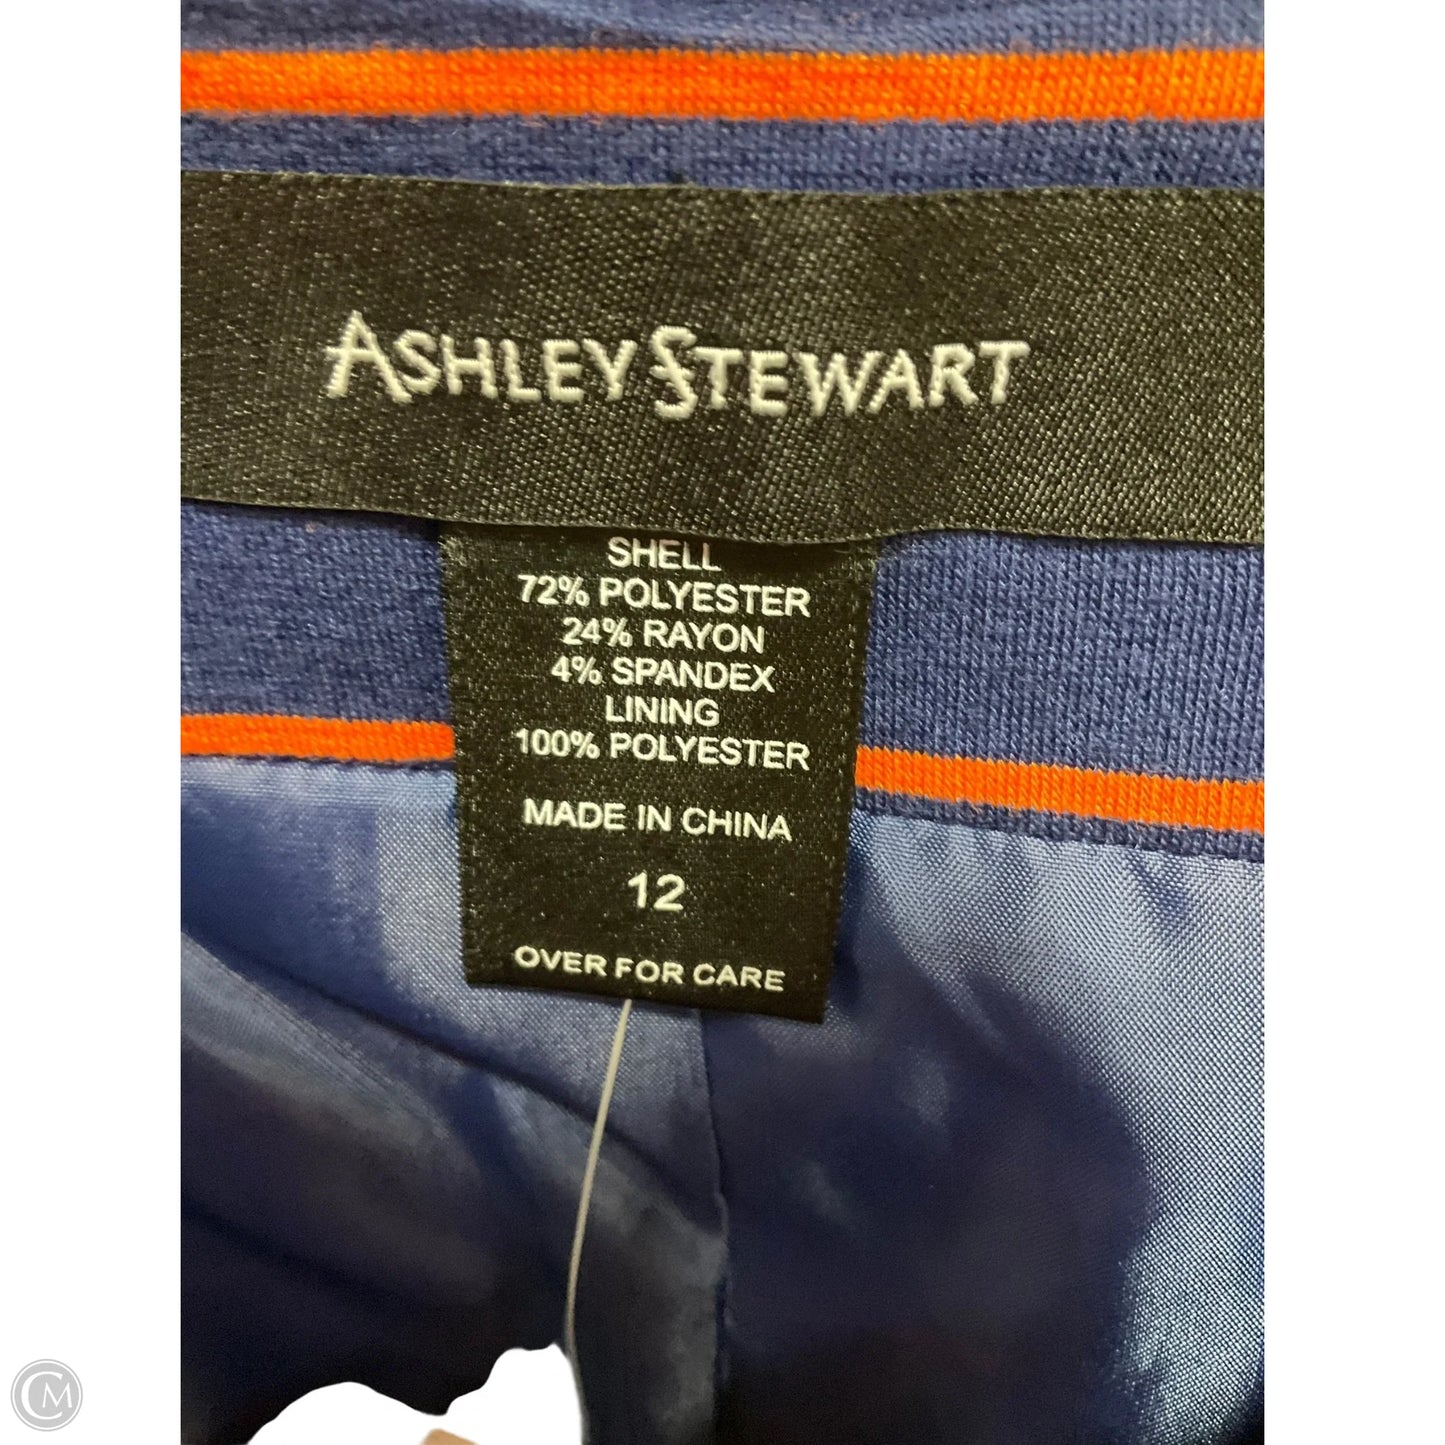 ASHLEY STEWART
SHELL
72% POLYESTER
24% RAYON
4% SPANDEX
LINING
100% POLYESTER
MADE IN CHINA
12
OVER FOR CARE
CM